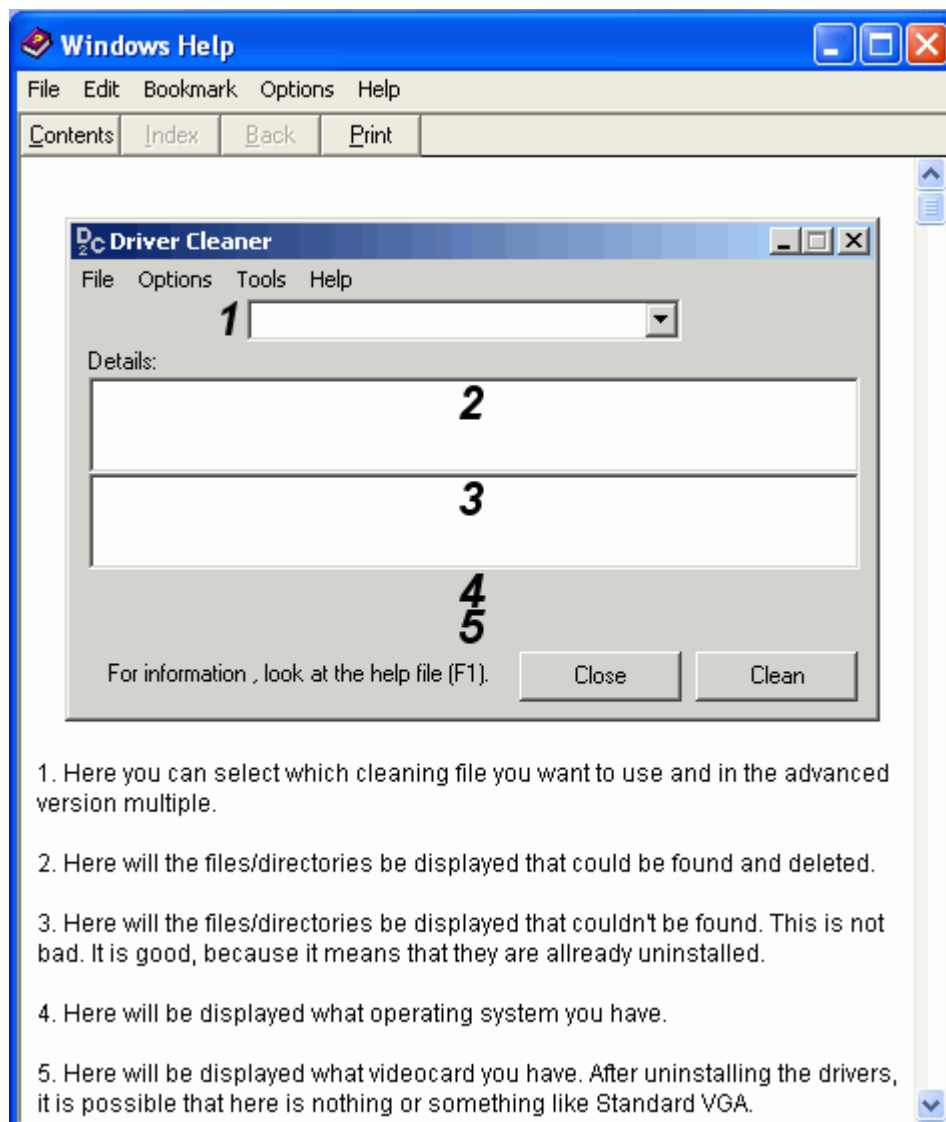 Windows Help
File Edit Bookmark Options Help
Contents Index Back Print
D2C Driver Cleaner
File Options Tools Help
1
Details:
2
3
4
5
For information , look at the help file (F1). Close Clean
1. Here you can select which cleaning file you want to use and in the advanced
version multiple.
2. Here will the files/directories be displayed that could be found and deleted.
3. Here will the files/directories be displayed that couldn't be found. This is not
bad. It is good, because it means that they are allready uninstalled.
4. Here will be displayed what operating system you have.
5. Here will be displayed what videocard you have. After uninstalling the drivers,
it is possible that here is nothing or something like Standard VGA.